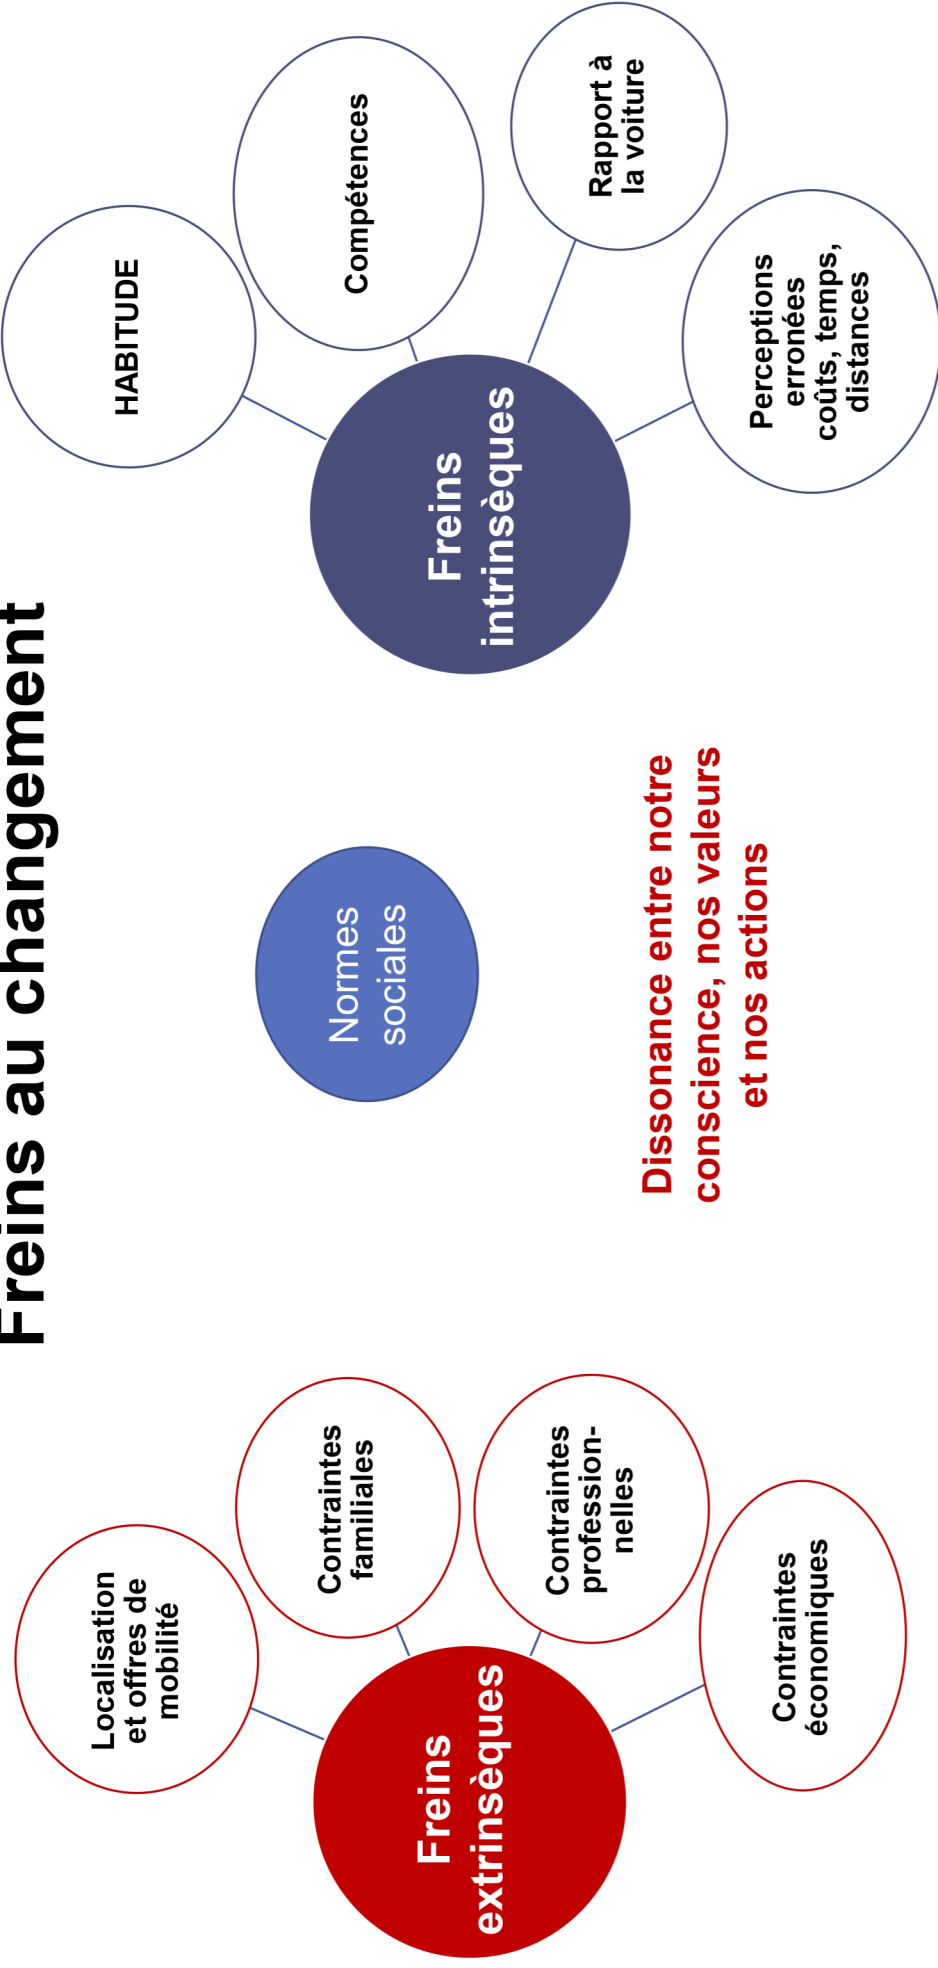 Freins au changement
Localisation
et offres de
mobilité
Contraintes
familiales
Contraintes
profession-
nelles
Contraintes
économiques
Freins
extrinsèques
Normes
sociales
Dissonance entre notre
conscience, nos valeurs
et nos actions
Freins
intrinsèques
HABITUDE
Compétences
Rapport à
la voiture
Perceptions
erronées
coûts, temps,
distances